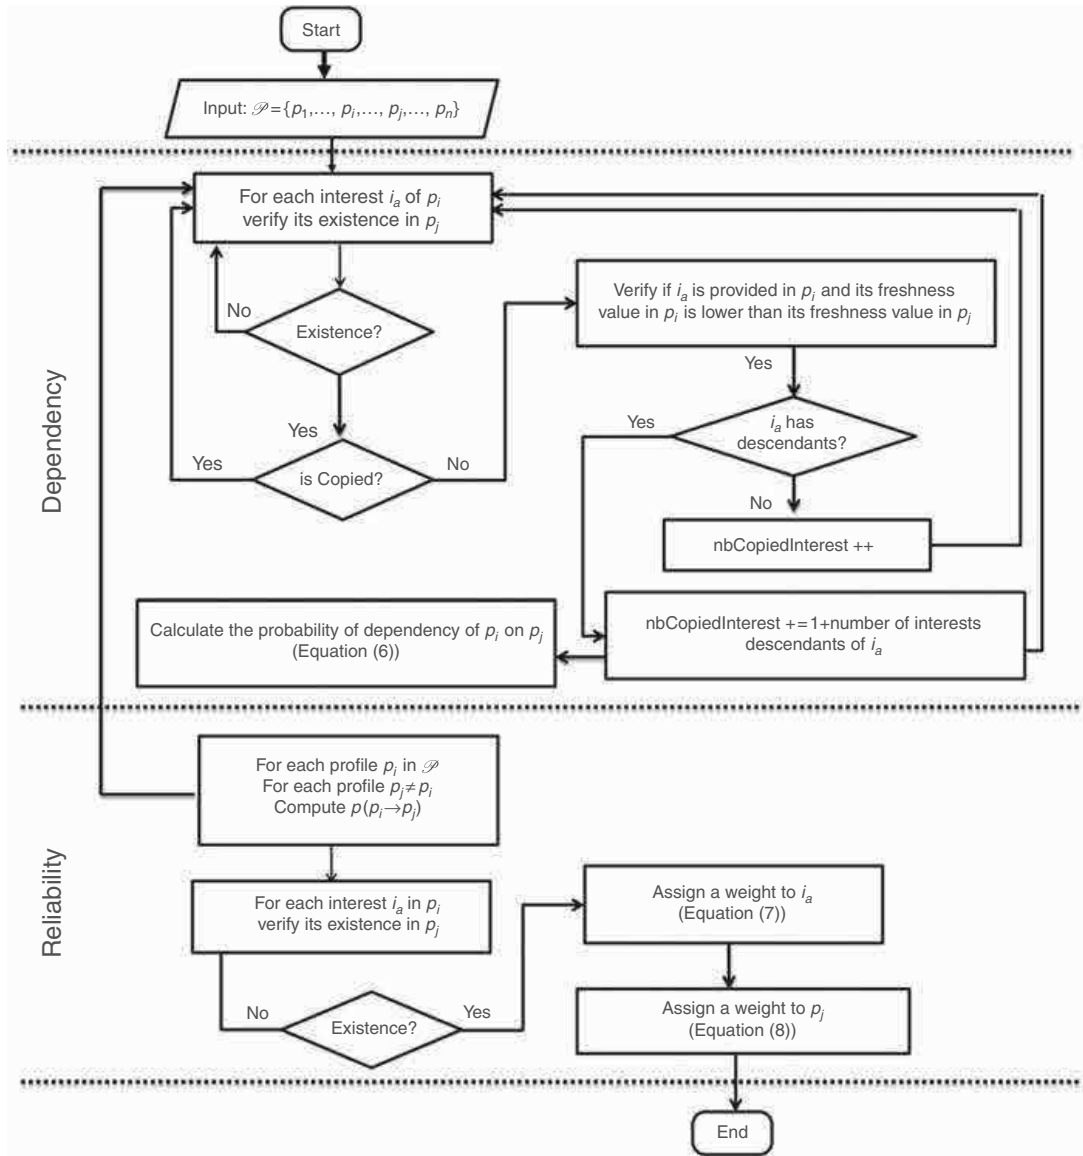 Start
Input: 𝒫={p₁,…, pᵢ,…, pⱼ,…, pₙ}
For each interest iₐ of pᵢ
verify its existence in pⱼ
No
Existence?
Yes
Yes
is Copied?
No
Verify if iₐ is provided in pᵢ and its freshness
value in pᵢ is lower than its freshness value in pⱼ
Yes
Yes
iₐ has
descendants?
No
nbCopiedInterest ++
nbCopiedInterest +=1+number of interests
descendants of iₐ
Calculate the probability of dependency of pᵢ on pⱼ
(Equation (6))
Dependency
For each profile pᵢ in 𝒫
For each profile pⱼ≠pᵢ
Compute p(pᵢ→pⱼ)
For each interest iₐ in pᵢ
verify its existence in pⱼ
No
Existence?
Yes
Assign a weight to iₐ
(Equation (7))
Assign a weight to pⱼ
(Equation (8))
Reliability
End